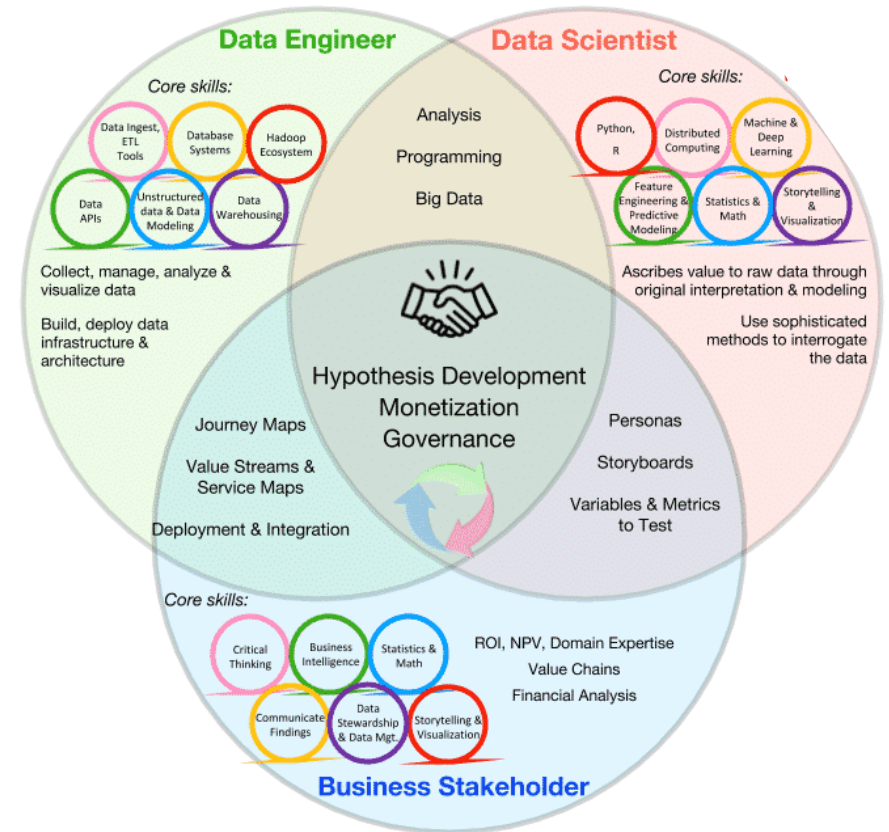 Data Engineer
Data Scientist
Core skills:
Data Ingest,
ETL
Tools
Database
Systems
Hadoop
Ecosystem
Data
APIs
Unstructured
data & Data
Modeling
Data
Warehousing
Collect, manage, analyze &
visualize data
Build, deploy data
infrastructure &
architecture
Analysis
Programming
Big Data
Core skills:
Python,
R
Distributed
Computing
Machine &
Deep
Learning
Feature
Engineering &
Predictive
Modeling
Statistics &
Math
Storytelling
&
Visualization
Ascribes value to raw data through
original interpretation & modeling
Use sophisticated
methods to interrogate
the data
Hypothesis Development
Monetization
Governance
Journey Maps
Value Streams &
Service Maps
Deployment & Integration
Personas
Storyboards
Variables & Metrics
to Test
Core skills:
Critical
Thinking
Business
Intelligence
Statistics &
Math
Communicate
Findings
Data
Stewardship
& Data Mgt.
Storytelling &
Visualization
ROI, NPV, Domain Expertise
Value Chains
Financial Analysis
Business Stakeholder